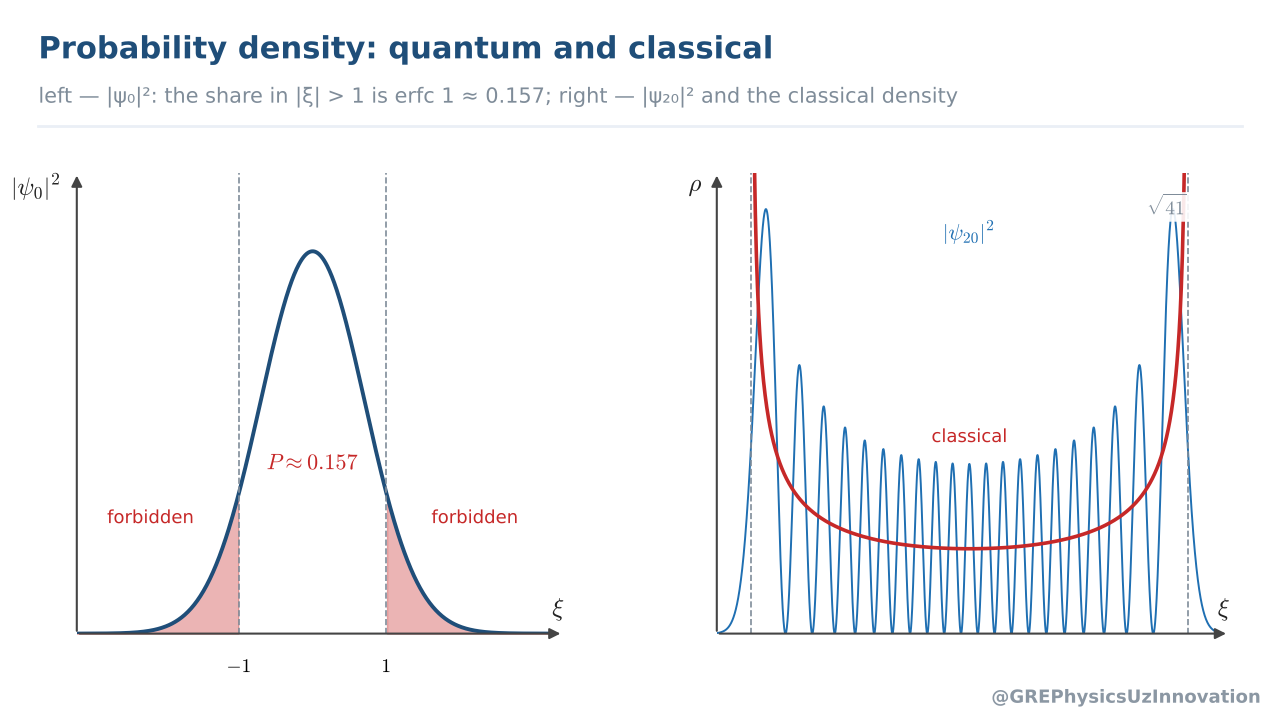 Probability density: quantum and classical
left — |ψ₀|²: the share in |ξ| > 1 is erfc 1 ≈ 0.157; right — |ψ₂₀|² and the classical density
|ψ₀|²
P ≈ 0.157
forbidden
forbidden
ξ
−1
1
ρ
√41
|ψ₂₀|²
classical
ξ
@GREPhysicsUzInnovation